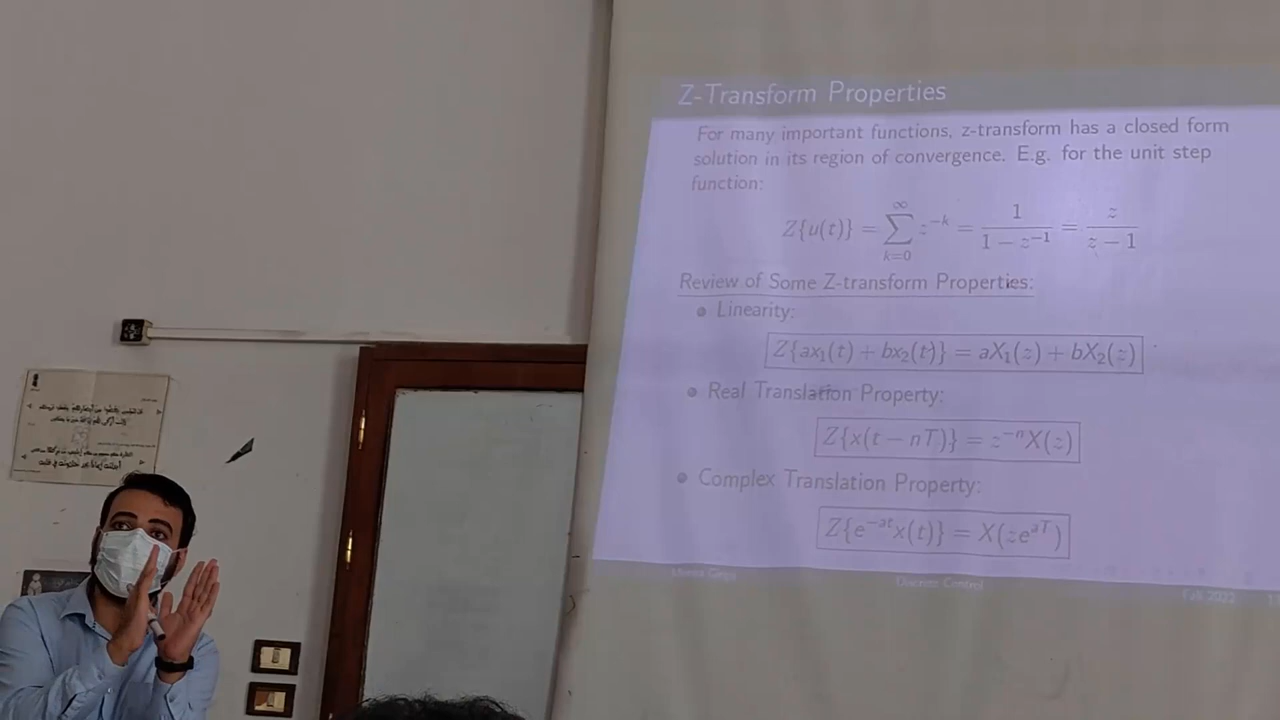 Z-Transform Properties
For many important functions, z-transform has a closed form
solution in its region of convergence. E.g. for the unit step
function:
Z{u(t)} = ∑_{k=0}^{∞} z^{-k} = 1/(1 − z^{-1}) = z/(z − 1)
Review of Some Z-transform Properties:
Linearity:
Z{ax₁(t) + bx₂(t)} = aX₁(z) + bX₂(z)
Real Translation Property:
Z{x(t − nT)} = z^{-n}X(z)
Complex Translation Property:
Z{e^{-at}x(t)} = X(ze^{aT})
Discrete Control
Fall 2022